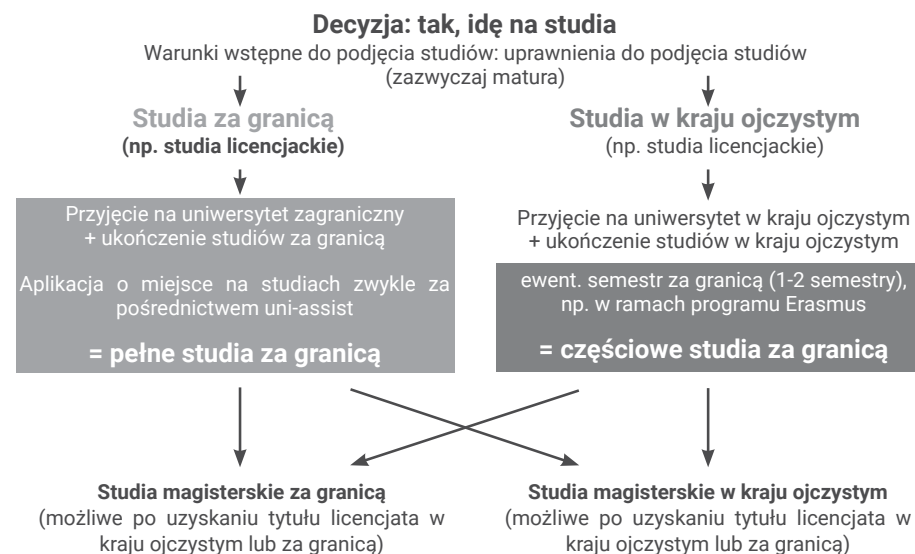 Decyzja: tak, idę na studia
Warunki wstępne do podjęcia studiów: uprawnienia do podjęcia studiów
(zazwyczaj matura)
Studia za granicą
(np. studia licencjackie)
Przyjęcie na uniwersytet zagraniczny
+ ukończenie studiów za granicą
Aplikacja o miejsce na studiach zwykle za
pośrednictwem uni-assist
= pełne studia za granicą
Studia w kraju ojczystym
(np. studia licencjackie)
Przyjęcie na uniwersytet w kraju ojczystym
+ ukończenie studiów w kraju ojczystym
ewent. semestr za granicą (1-2 semestry),
np. w ramach programu Erasmus
= częściowe studia za granicą
Studia magisterskie za granicą
(możliwe po uzyskaniu tytułu licencjata w
kraju ojczystym lub za granicą)
Studia magisterskie w kraju ojczystym
(możliwe po uzyskaniu tytułu licencjata w
kraju ojczystym lub za granicą)